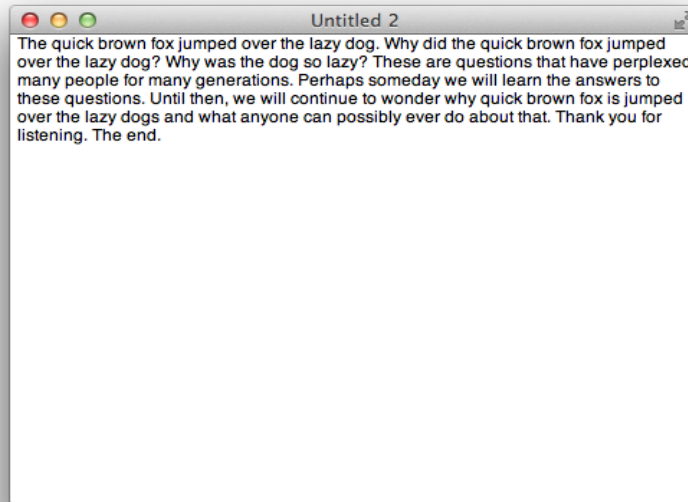 Untitled 2
The quick brown fox jumped over the lazy dog. Why did the quick brown fox jumped
over the lazy dog? Why was the dog so lazy? These are questions that have perplexed
many people for many generations. Perhaps someday we will learn the answers to
these questions. Until then, we will continue to wonder why quick brown fox is jumped
over the lazy dogs and what anyone can possibly ever do about that. Thank you for
listening. The end.